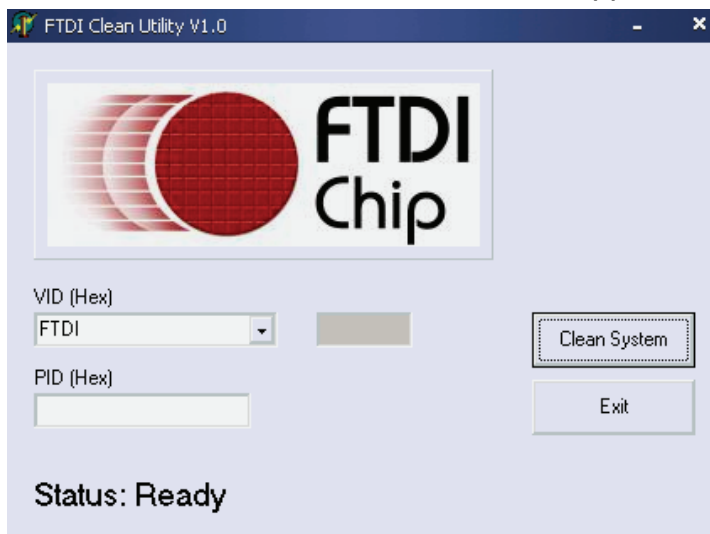 FTDI Clean Utility V1.0
FTDI
Chip
VID (Hex)
FTDI
Clean System
PID (Hex)
Exit
Status: Ready